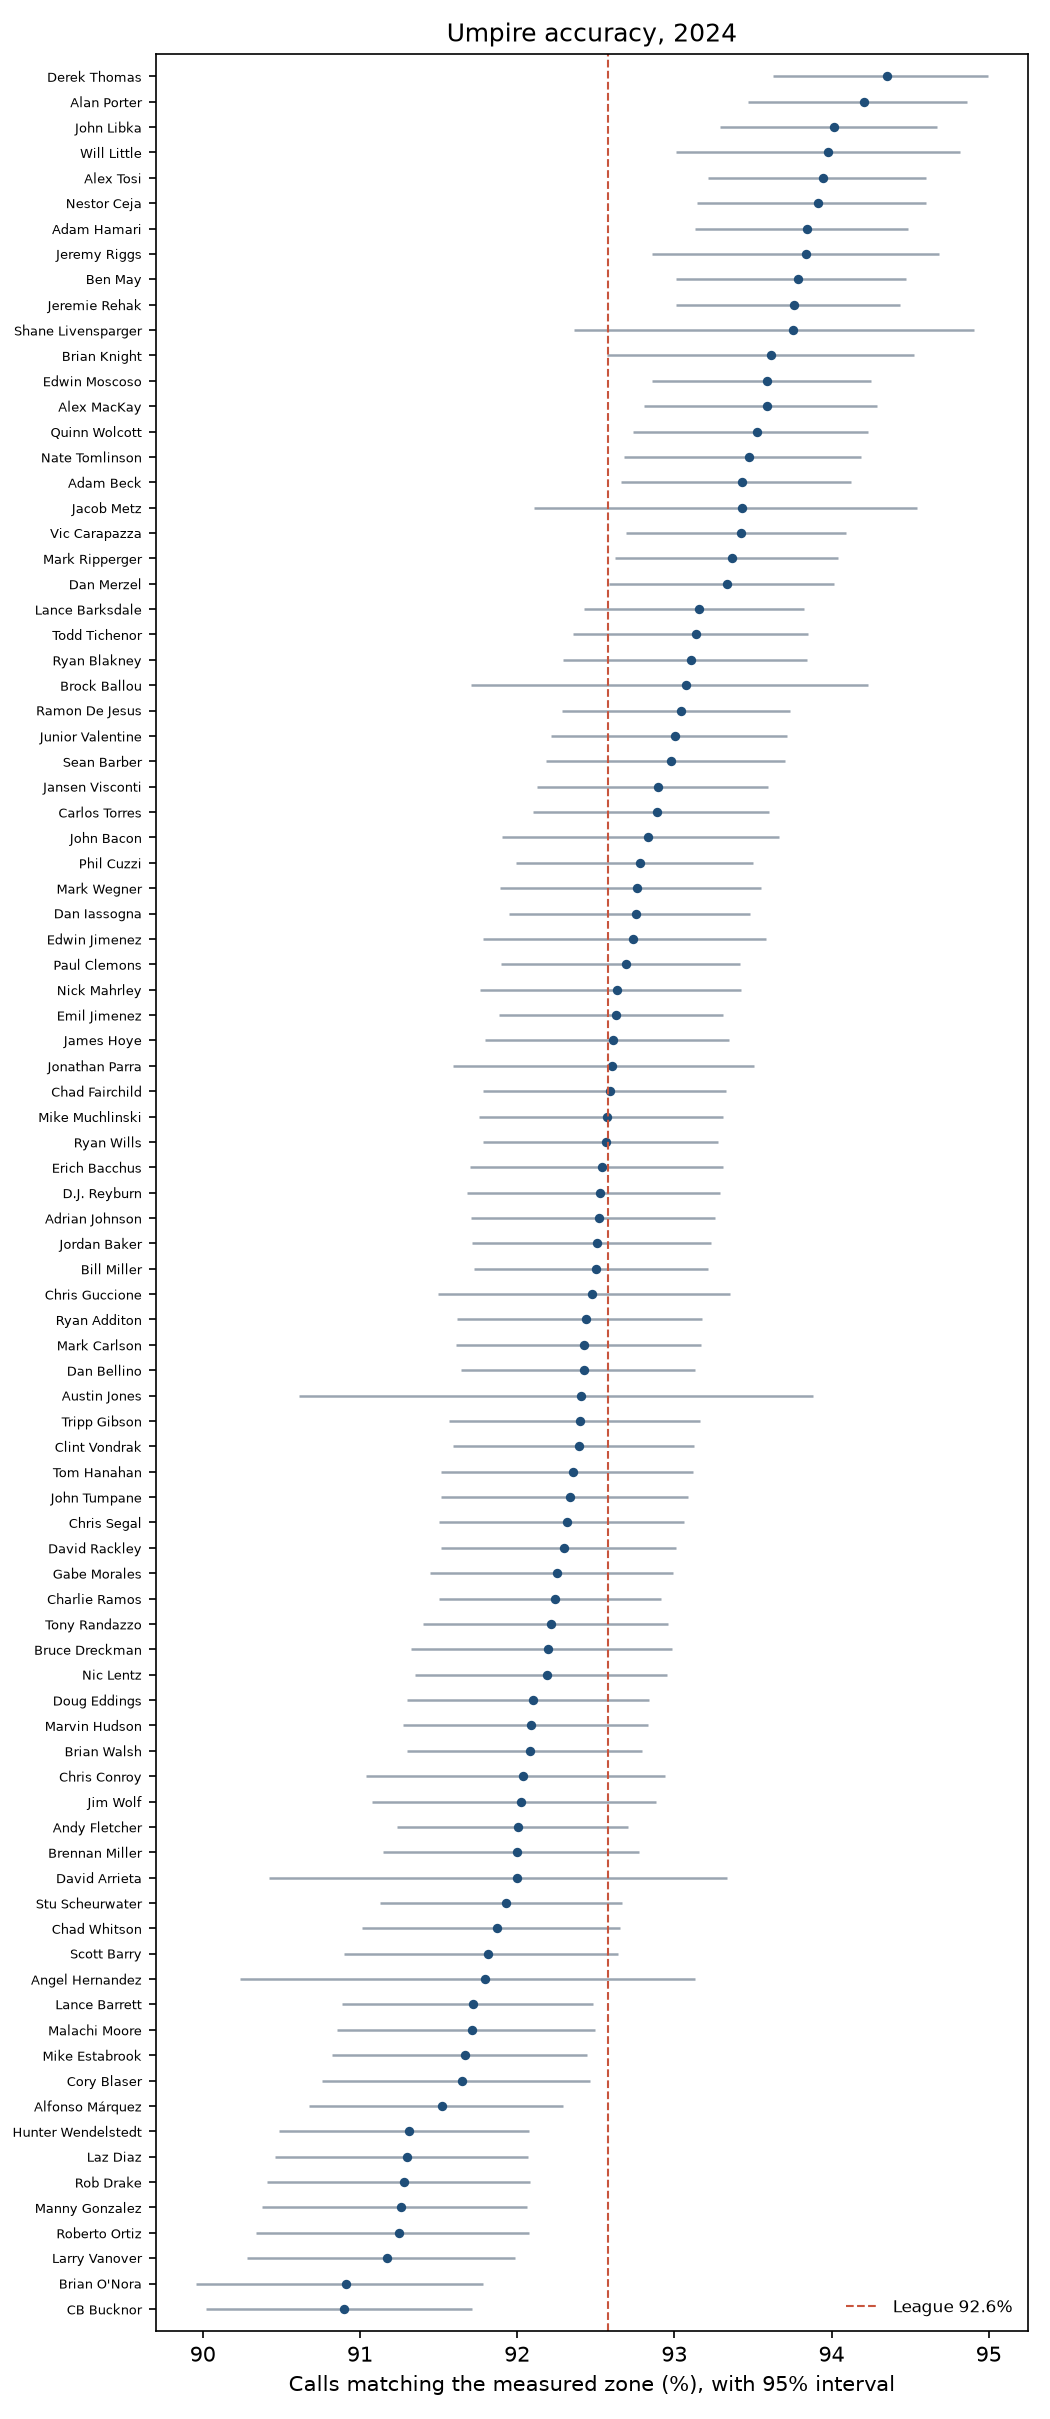 Umpire accuracy, 2024
Derek Thomas
Alan Porter
John Libka
Will Little
Alex Tosi
Nestor Ceja
Adam Hamari
Jeremy Riggs
Ben May
Jeremie Rehak
Shane Livensparger
Brian Knight
Edwin Moscoso
Alex MacKay
Quinn Wolcott
Nate Tomlinson
Adam Beck
Jacob Metz
Vic Carapazza
Mark Ripperger
Dan Merzel
Lance Barksdale
Todd Tichenor
Ryan Blakney
Brock Ballou
Ramon De Jesus
Junior Valentine
Sean Barber
Jansen Visconti
Carlos Torres
John Bacon
Phil Cuzzi
Mark Wegner
Dan Iassogna
Edwin Jimenez
Paul Clemons
Nick Mahrley
Emil Jimenez
James Hoye
Jonathan Parra
Chad Fairchild
Mike Muchlinski
Ryan Wills
Erich Bacchus
D.J. Reyburn
Adrian Johnson
Jordan Baker
Bill Miller
Chris Guccione
Ryan Additon
Mark Carlson
Dan Bellino
Austin Jones
Tripp Gibson
Clint Vondrak
Tom Hanahan
John Tumpane
Chris Segal
David Rackley
Gabe Morales
Charlie Ramos
Tony Randazzo
Bruce Dreckman
Nic Lentz
Doug Eddings
Marvin Hudson
Brian Walsh
Chris Conroy
Jim Wolf
Andy Fletcher
Brennan Miller
David Arrieta
Stu Scheurwater
Chad Whitson
Scott Barry
Angel Hernandez
Lance Barrett
Malachi Moore
Mike Estabrook
Cory Blaser
Alfonso Márquez
Hunter Wendelstedt
Laz Diaz
Rob Drake
Manny Gonzalez
Roberto Ortiz
Larry Vanover
Brian O'Nora
CB Bucknor
League 92.6%
90 91 92 93 94 95
Calls matching the measured zone (%), with 95% interval